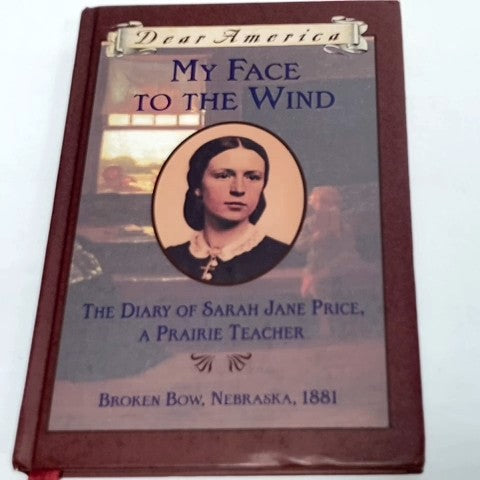 Dear America
MY FACE
TO THE WIND
THE DIARY OF SARAH JANE PRICE,
A PRAIRIE TEACHER
BROKEN BOW, NEBRASKA, 1881